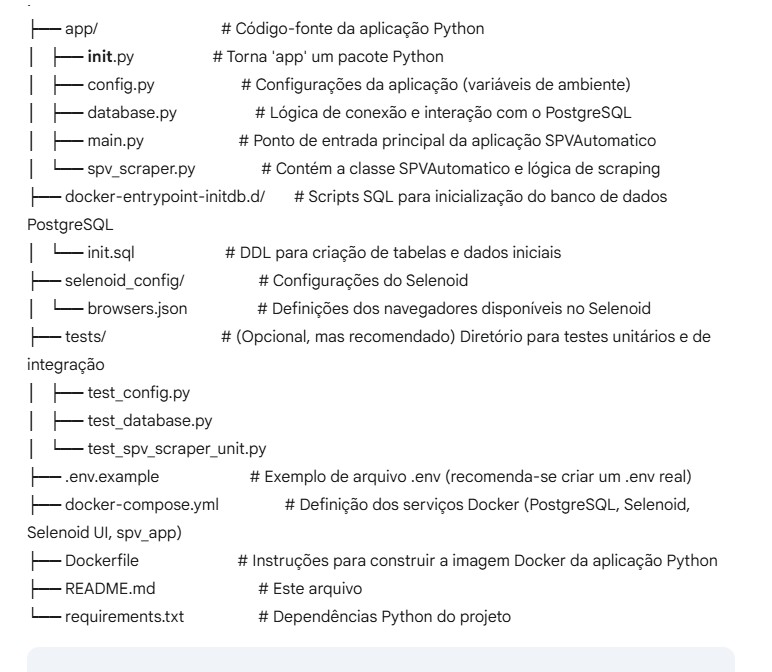 .
├── app/ # Código-fonte da aplicação Python
│ ├── init.py # Torna 'app' um pacote Python
│ ├── config.py # Configurações da aplicação (variáveis de ambiente)
│ ├── database.py # Lógica de conexão e interação com o PostgreSQL
│ ├── main.py # Ponto de entrada principal da aplicação SPVAutomatico
│ └── spv_scraper.py # Contém a classe SPVAutomatico e lógica de scraping
├── docker-entrypoint-initdb.d/ # Scripts SQL para inicialização do banco de dados
PostgreSQL
│ └── init.sql # DDL para criação de tabelas e dados iniciais
├── selenoid_config/ # Configurações do Selenoid
│ └── browsers.json # Definições dos navegadores disponíveis no Selenoid
├── tests/ # (Opcional, mas recomendado) Diretório para testes unitários e de
integração
│ ├── test_config.py
│ ├── test_database.py
│ └── test_spv_scraper_unit.py
├── .env.example # Exemplo de arquivo .env (recomenda-se criar um .env real)
├── docker-compose.yml # Definição dos serviços Docker (PostgreSQL, Selenoid,
Selenoid UI, spv_app)
├── Dockerfile # Instruções para construir a imagem Docker da aplicação Python
├── README.md # Este arquivo
└── requirements.txt # Dependências Python do projeto